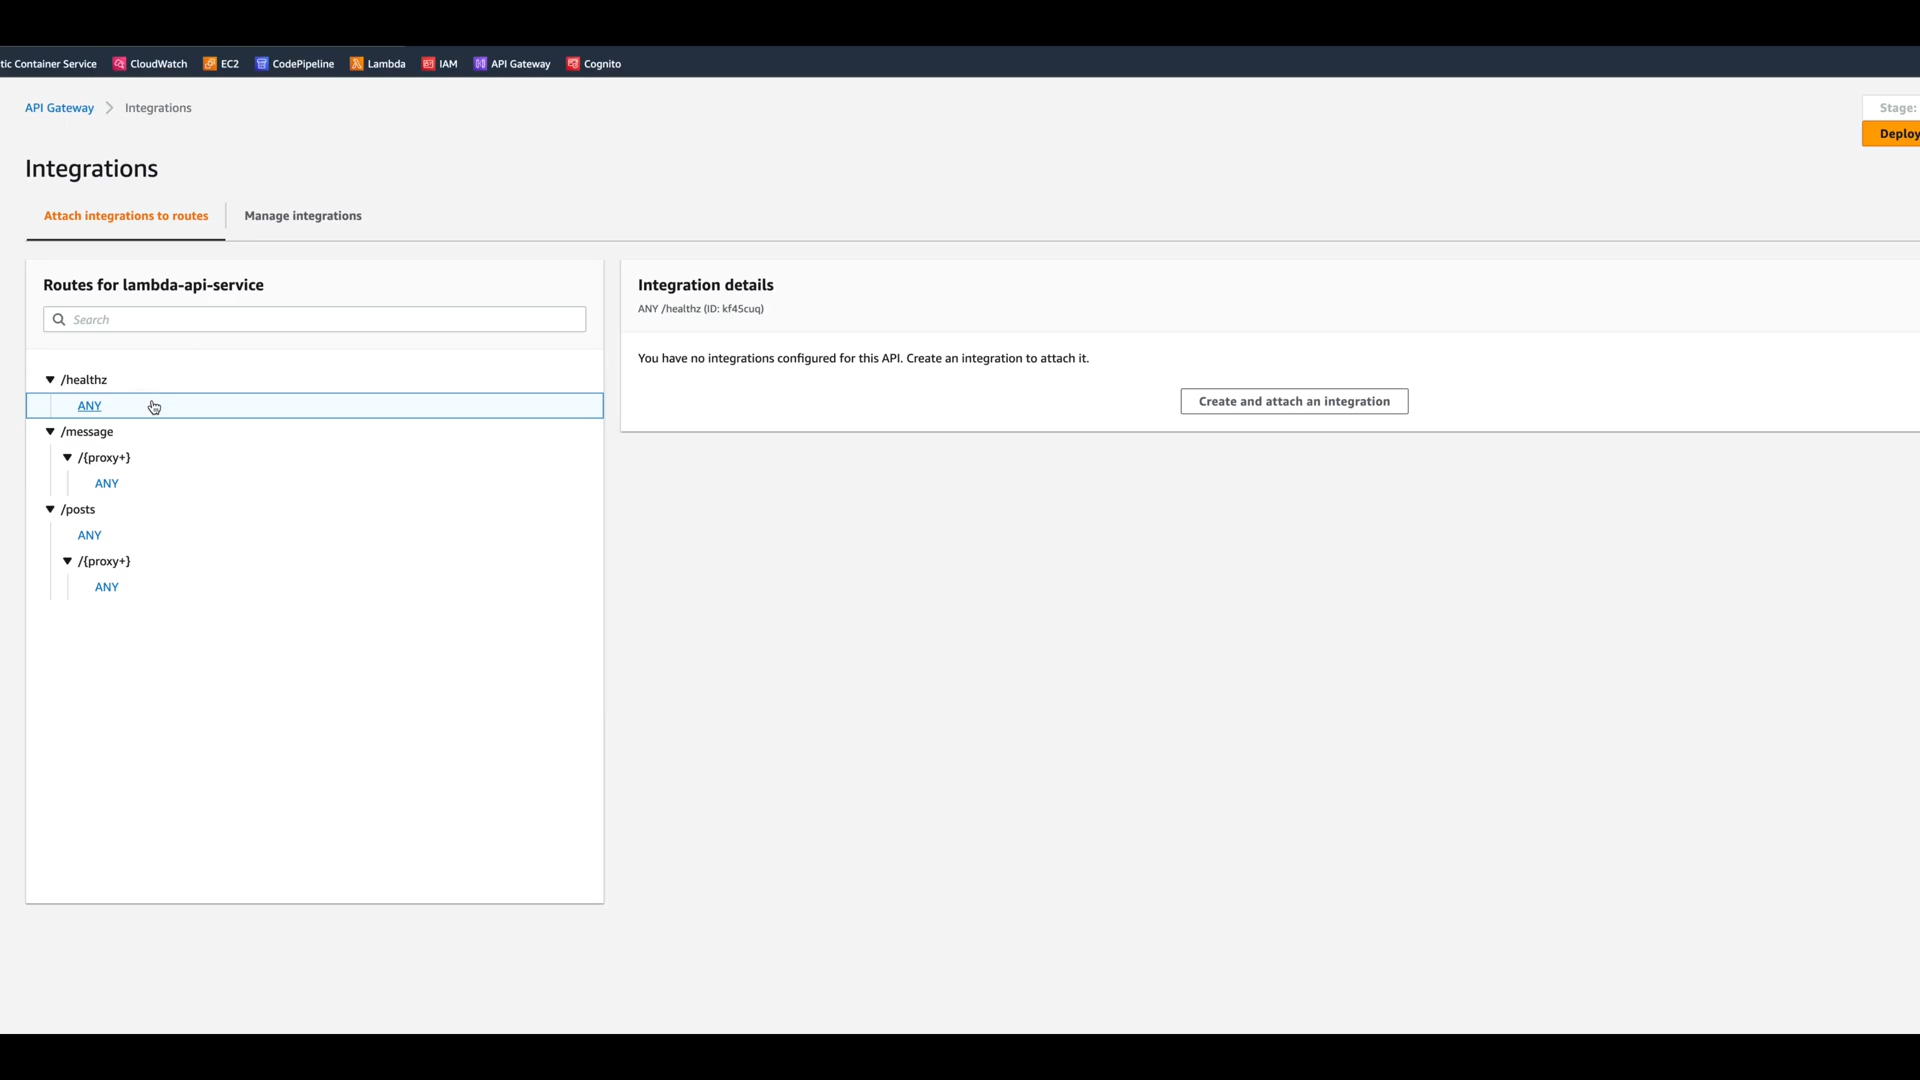 tic Container Service CloudWatch EC2 CodePipeline Lambda IAM API Gateway Cognito
API Gateway Integrations
Stage:
Deploy
Integrations
Attach integrations to routes Manage integrations
Routes for lambda-api-service
Search
/healthz
ANY
/message
/{proxy+}
ANY
/posts
ANY
/{proxy+}
ANY
Integration details
ANY /healthz (ID: kf45cuq)
You have no integrations configured for this API. Create an integration to attach it.
Create and attach an integration